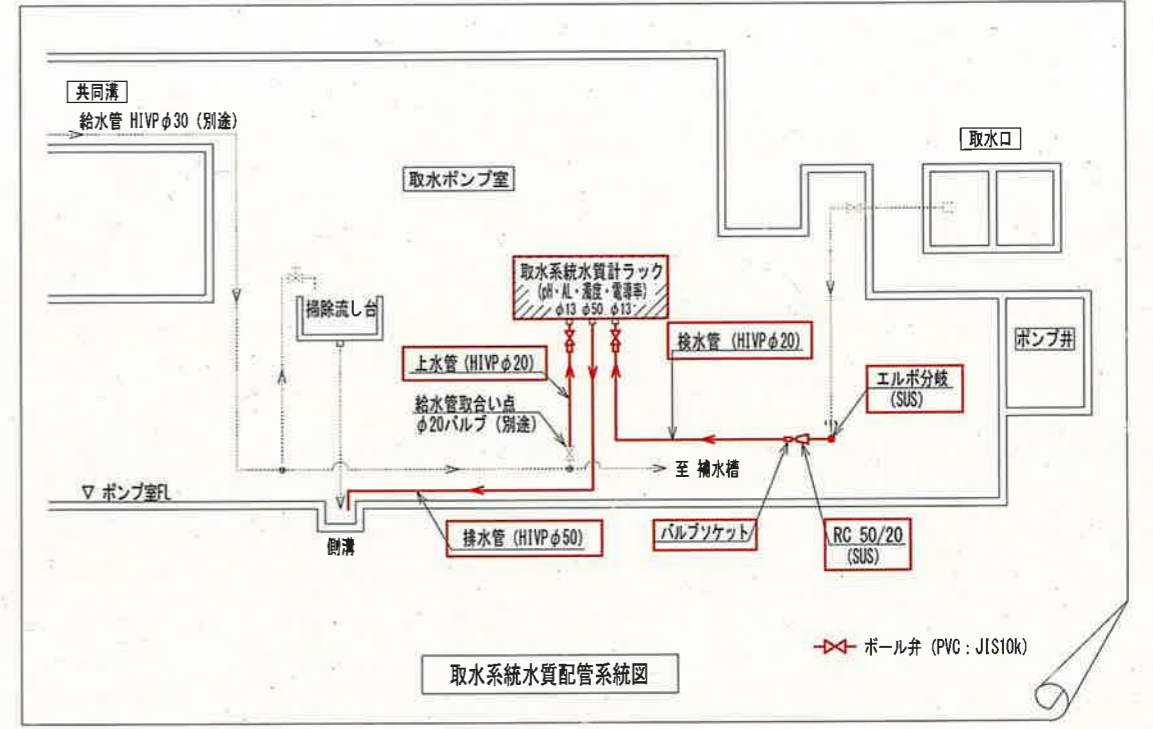 共同溝
給水管 HIVPφ30 (別途)
取水口
取水ポンプ室
取水系統水質計ラック
(pH・AL・濁度・電導率)
φ13 φ50 φ13
掃除流し台
ポンプ井
上水管 (HIVPφ20)
検水管 (HIVPφ20)
エルボ分岐
(SUS)
給水管取合い点
φ20バルブ (別途)
至 補水槽
▽ ポンプ室FL
側溝
排水管 (HIVPφ50)
バルブソケット
RC 50/20
(SUS)
ボール弁 (PVC : JIS10k)
取水系統水質配管系統図